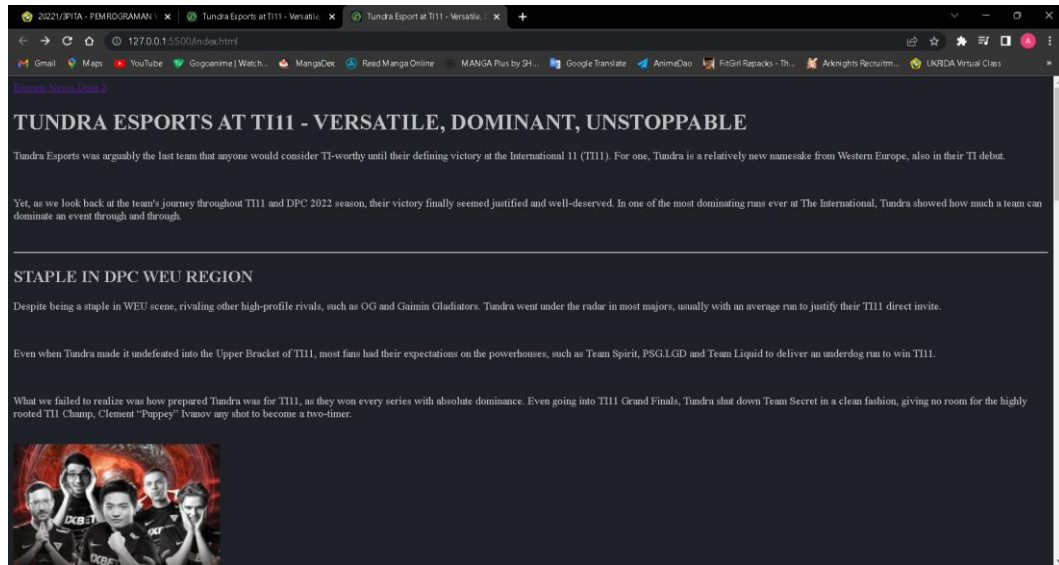 20221/3PITA - PEMROGRAMAN
Tundra Esports at TI11 - Versatile,
Tundra Esport at TI11 - Versatile,
127.0.0.1:5500/index.html
Gmail Maps YouTube Gogoanime | Watch... MangaDex Read Manga Online MANGA Plus by SH... Google Translate AnimeDao FitGirl Repacks - Th... Arknights Recruitm... UKRIDA Virtual Class »
Esports News Dota 2
TUNDRA ESPORTS AT TI11 - VERSATILE, DOMINANT, UNSTOPPABLE
Tundra Esports was arguably the last team that anyone would consider TI-worthy until their defining victory at the International 11 (TI11). For one, Tundra is a relatively new namesake from Western Europe, also in their TI debut.
Yet, as we look back at the team's journey throughout TI11 and DPC 2022 season, their victory finally seemed justified and well-deserved. In one of the most dominating runs ever at The International, Tundra showed how much a team can
dominate an event through and through.
STAPLE IN DPC WEU REGION
Despite being a staple in WEU scene, rivaling other high-profile rivals, such as OG and Gaimin Gladiators. Tundra went under the radar in most majors, usually with an average run to justify their TI11 direct invite.
Even when Tundra made it undefeated into the Upper Bracket of TI11, most fans had their expectations on the powerhouses, such as Team Spirit, PSG.LGD and Team Liquid to deliver an underdog run to win TI11.
What we failed to realize was how prepared Tundra was for TI11, as they won every series with absolute dominance. Even going into TI11 Grand Finals, Tundra shut down Team Secret in a clean fashion, giving no room for the highly
rooted TI1 Champ, Clement “Puppey” Ivanov any shot to become a two-timer.